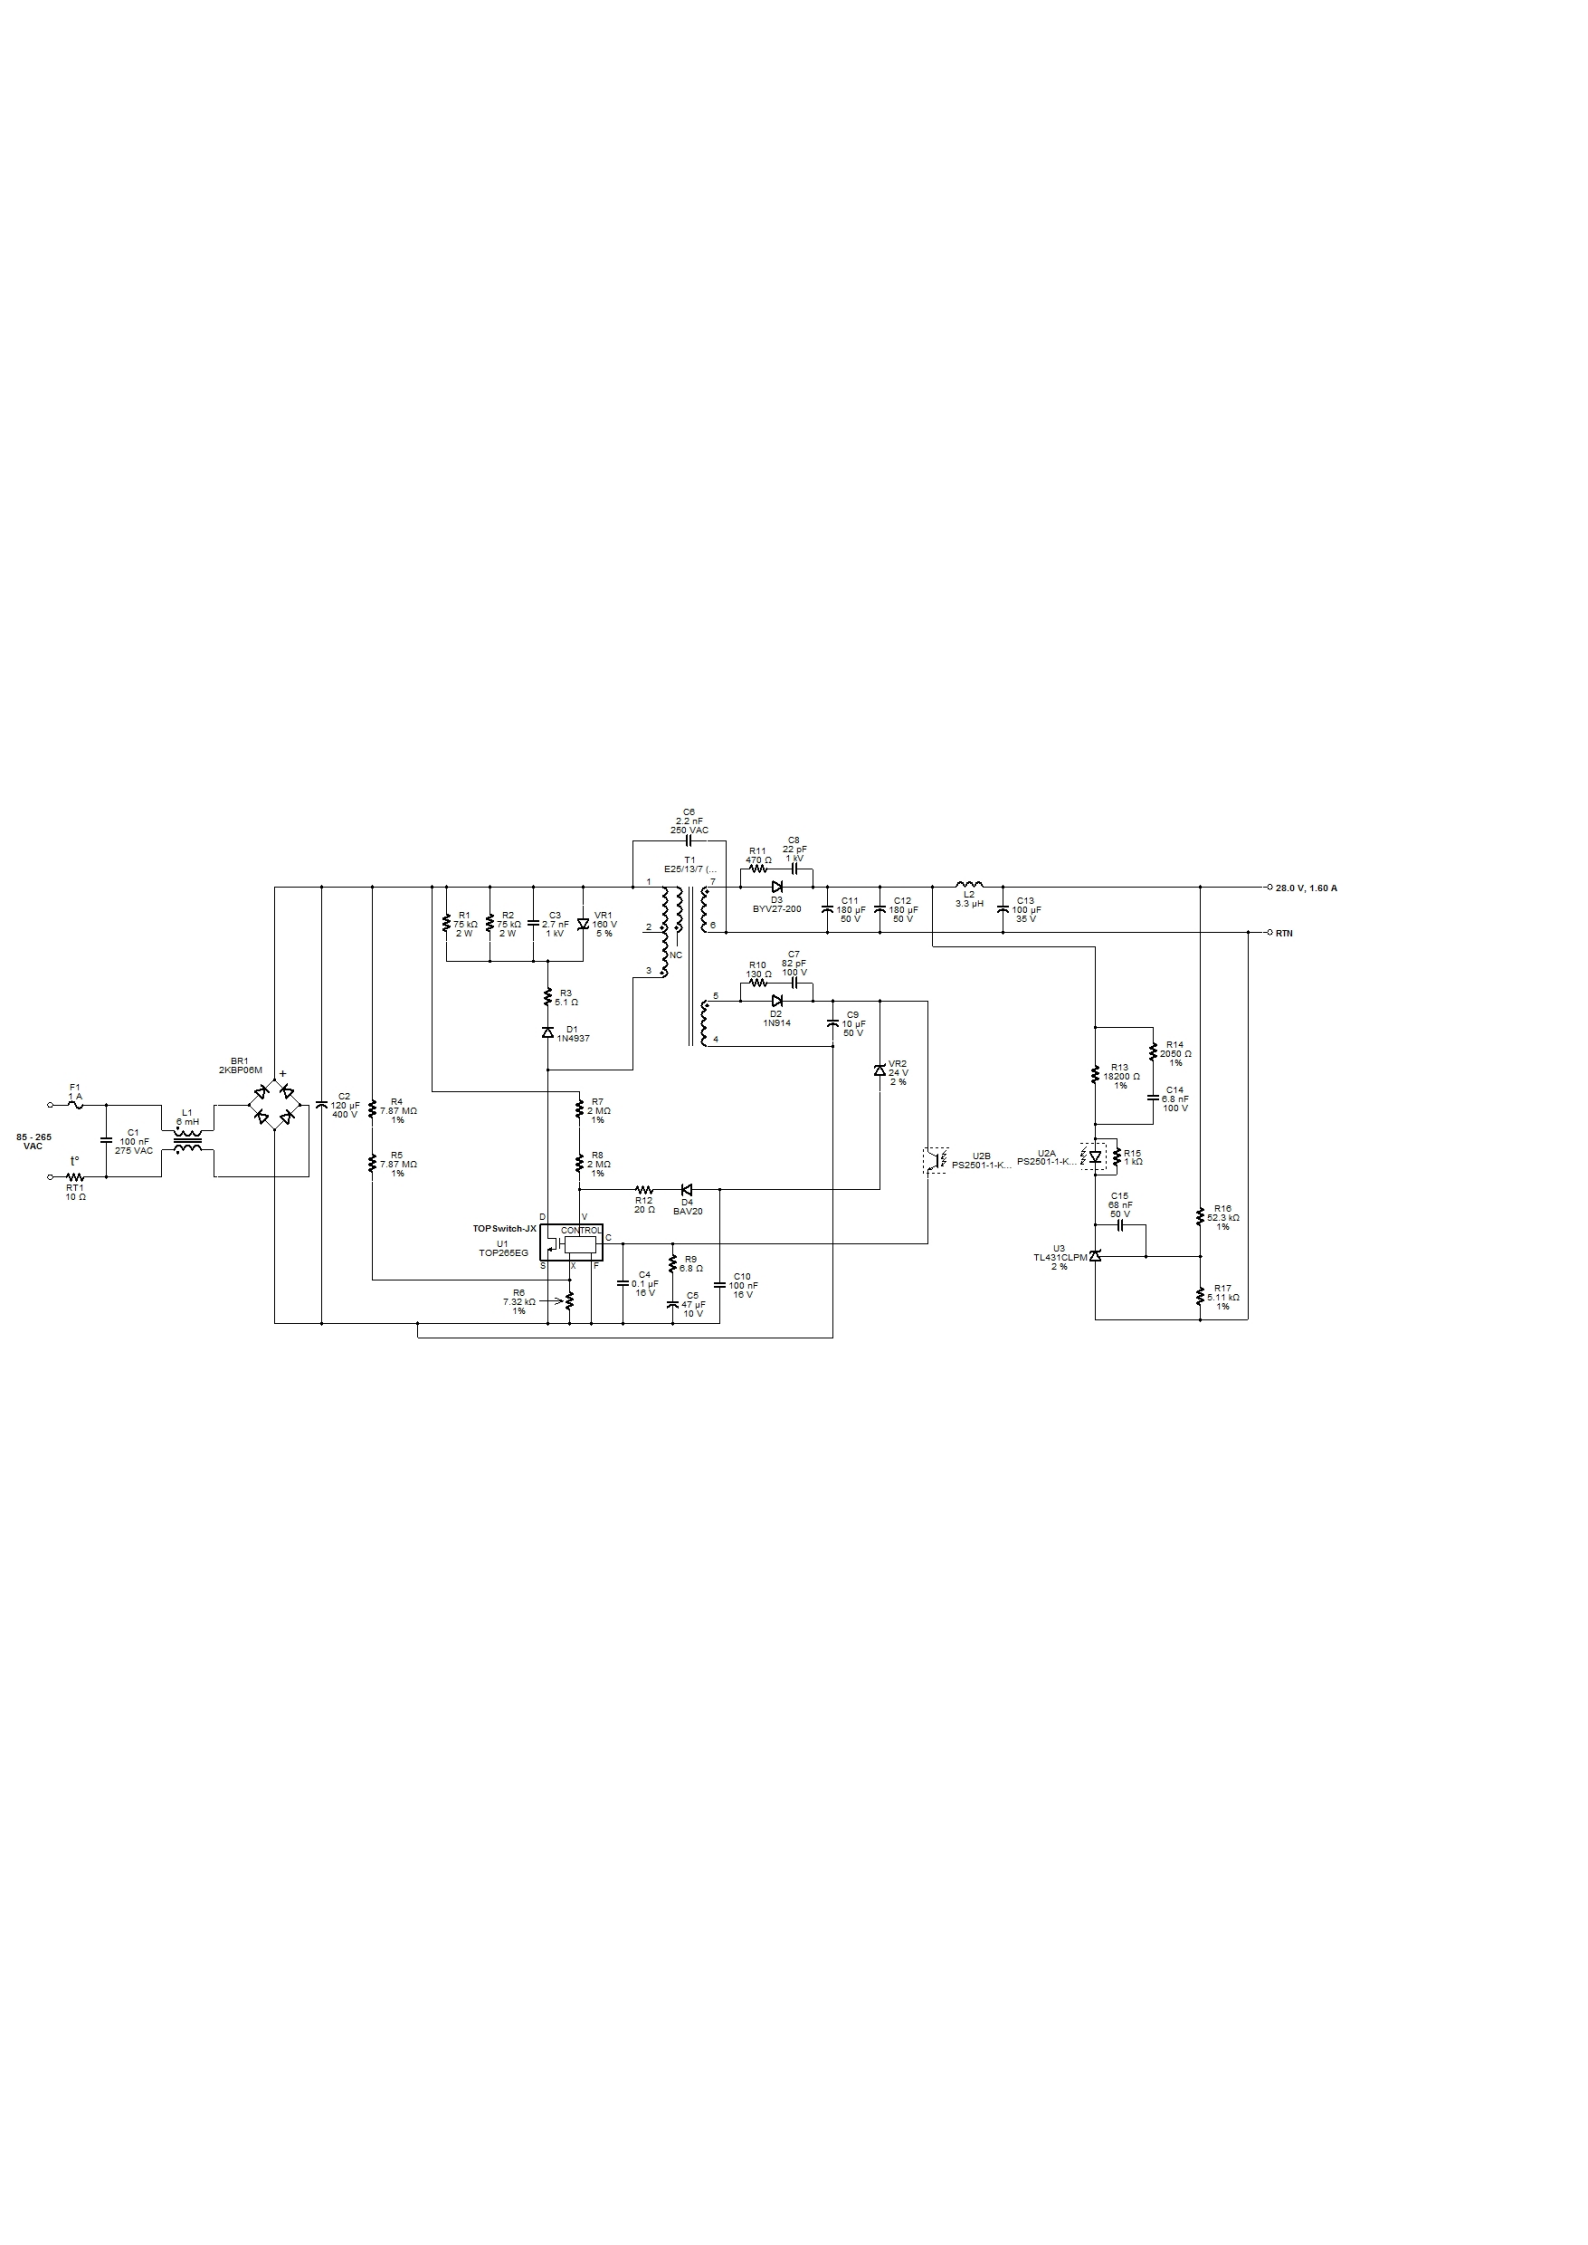 C6
2.2 nF
250 VAC
T1
E25/13/7 (...
R11
470 Ω
C8
22 pF
1 kV
D3
BYV27-200
1
2
3
NC
7
6
C11
180 µF
50 V
C12
180 µF
50 V
L2
3.3 µH
C13
100 µF
35 V
28.0 V, 1.60 A
RTN
R1
75 kΩ
2 W
R2
75 kΩ
2 W
C3
2.7 nF
1 kV
VR1
160 V
5 %
R3
5.1 Ω
D1
1N4937
R10
130 Ω
C7
82 pF
100 V
5
4
D2
1N914
C9
10 µF
50 V
VR2
24 V
2 %
BR1
2KBP06M
+
F1
1 A
85 - 265
VAC
t°
RT1
10 Ω
C1
100 nF
275 VAC
L1
6 mH
C2
120 µF
400 V
R4
7.87 MΩ
1%
R5
7.87 MΩ
1%
R7
2 MΩ
1%
R8
2 MΩ
1%
R12
20 Ω
D4
BAV20
TOPSwitch-JX
U1
TOP265EG
D
V
CONTROL
C
S
X
F
R6
7.32 kΩ
1%
C4
0.1 µF
16 V
R9
6.8 Ω
C5
47 µF
10 V
C10
100 nF
16 V
U2B
PS2501-1-K...
U2A
PS2501-1-K...
R13
18200 Ω
1%
R14
2050 Ω
1%
C14
6.8 nF
100 V
R15
1 kΩ
C15
68 nF
50 V
U3
TL431CLPM
2 %
R16
52.3 kΩ
1%
R17
5.11 kΩ
1%